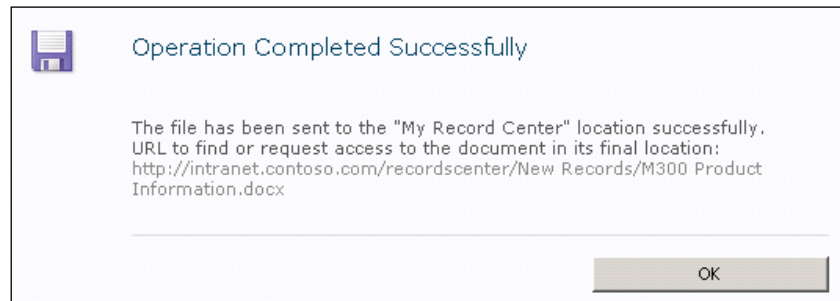 Operation Completed Successfully
The file has been sent to the "My Record Center" location successfully.
URL to find or request access to the document in its final location:
http://intranet.contoso.com/recordscenter/New Records/M300 Product
Information.docx
OK